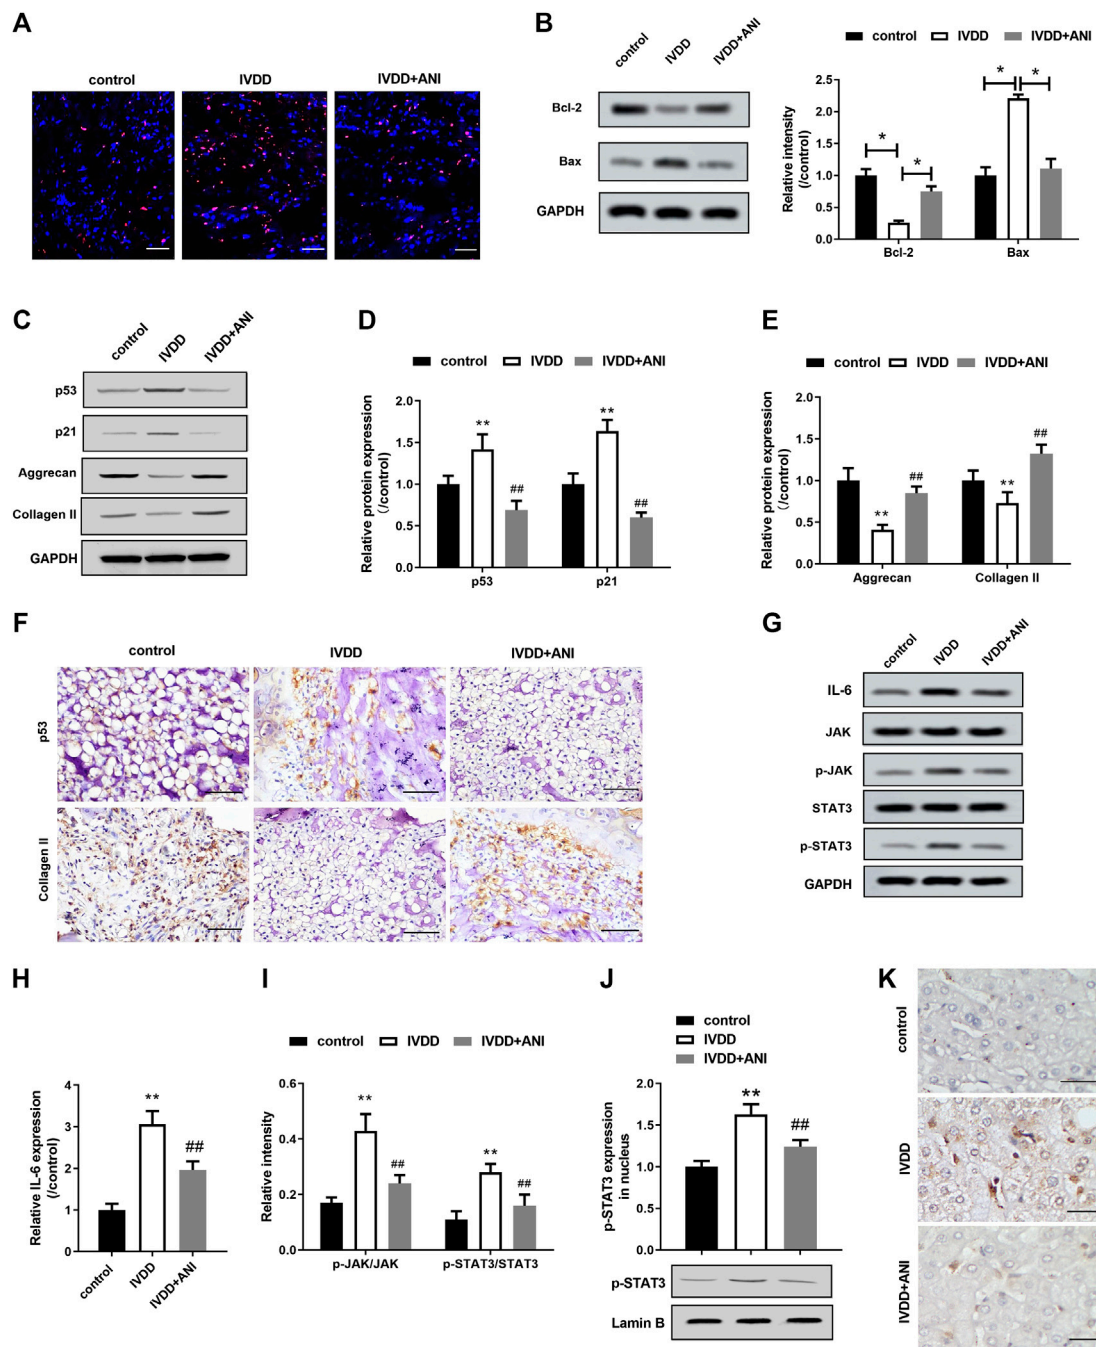 A
control
IVDD
IVDD+ANI
B
control
IVDD
IVDD+ANI
Bcl-2
Bax
GAPDH
control
IVDD
IVDD+ANI
Relative intensity
(/control)
2.5
2.0
1.5
1.0
0.5
0.0
*
*
*
*
Bcl-2
Bax
C
control
IVDD
IVDD+ANI
p53
p21
Aggrecan
Collagen II
GAPDH
D
control
IVDD
IVDD+ANI
Relative protein expression
(/control)
2.0
1.5
1.0
0.5
0.0
**
##
**
##
p53
p21
E
control
IVDD
IVDD+ANI
Relative protein expression
(/control)
2.0
1.5
1.0
0.5
0.0
**
##
**
##
Aggrecan
Collagen II
F
control
IVDD
IVDD+ANI
p53
Collagen II
G
control
IVDD
IVDD+ANI
IL-6
JAK
p-JAK
STAT3
p-STAT3
GAPDH
H
Relative IL-6 expression
(/control)
4
3
2
1
0
**
##
control
IVDD
IVDD+ANI
I
control
IVDD
IVDD+ANI
Relative intensity
0.6
0.4
0.2
0.0
**
##
**
##
p-JAK/JAK
p-STAT3/STAT3
J
control
IVDD
IVDD+ANI
p-STAT3 expression
in nucleus
2.0
1.5
1.0
0.5
0.0
**
##
p-STAT3
Lamin B
K
control
IVDD
IVDD+ANI